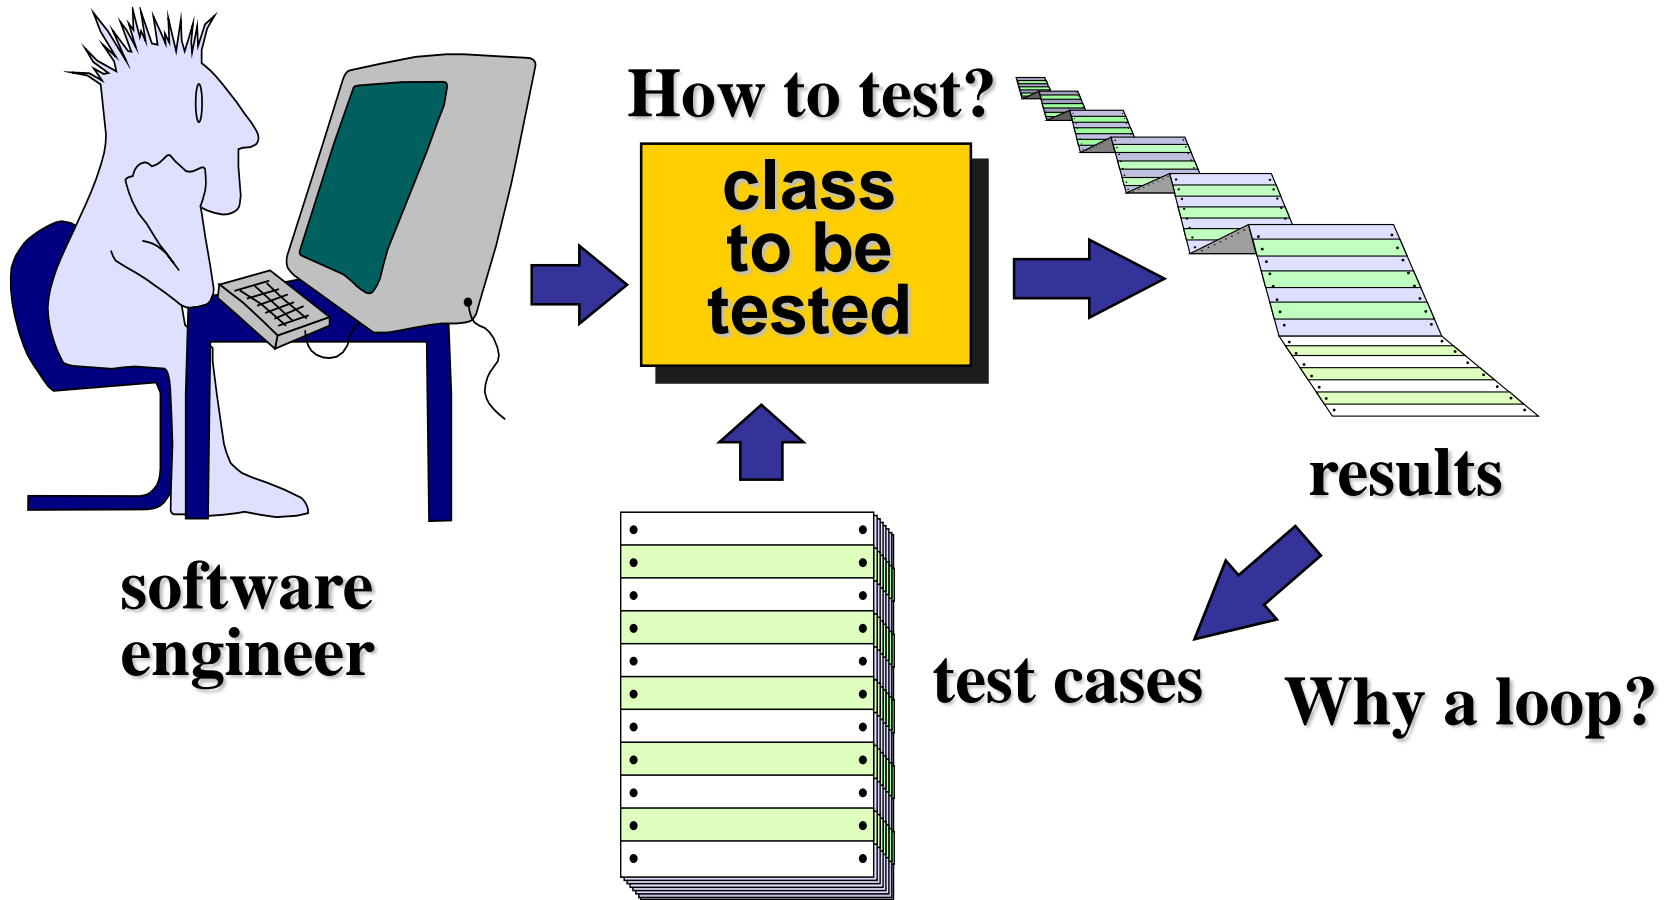 How to test?
class
to be
tested
results
software
engineer
test cases
Why a loop?